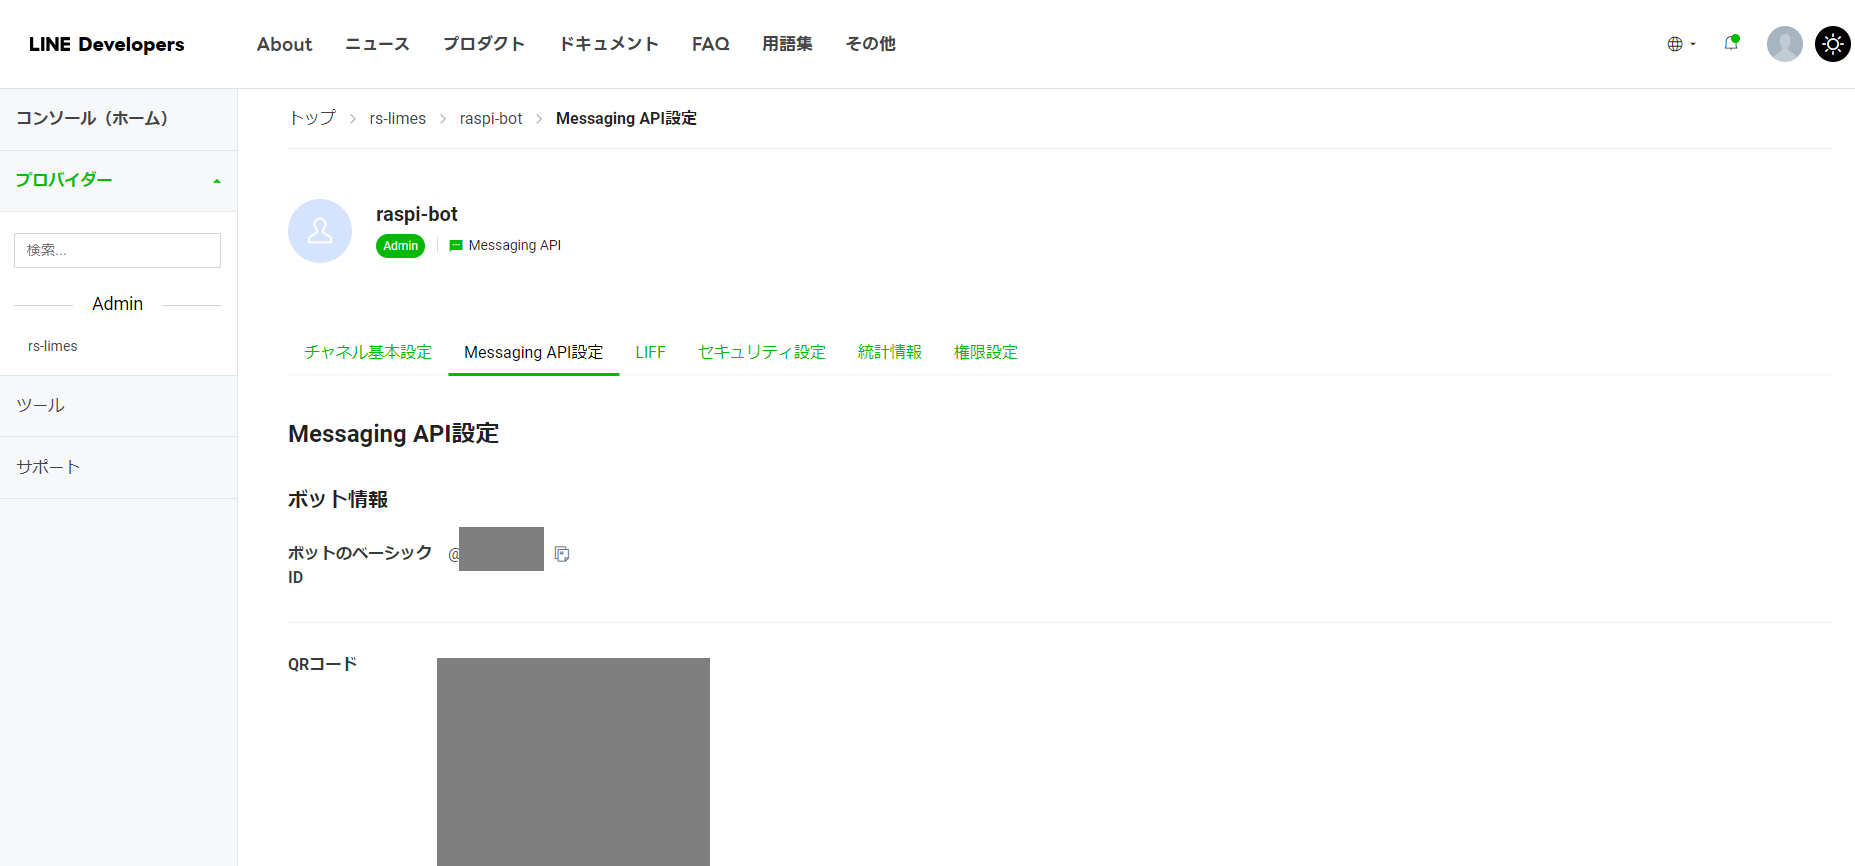 LINE Developers
About
ニュース
プロダクト
ドキュメント
FAQ
用語集
その他
コンソール（ホーム）
プロバイダー
検索...
Admin
rs-limes
ツール
サポート
トップ > rs-limes > raspi-bot > Messaging API設定
raspi-bot
Admin
Messaging API
チャネル基本設定
Messaging API設定
LIFF
セキュリティ設定
統計情報
権限設定
Messaging API設定
ボット情報
ボットのベーシック @
ID
QRコード